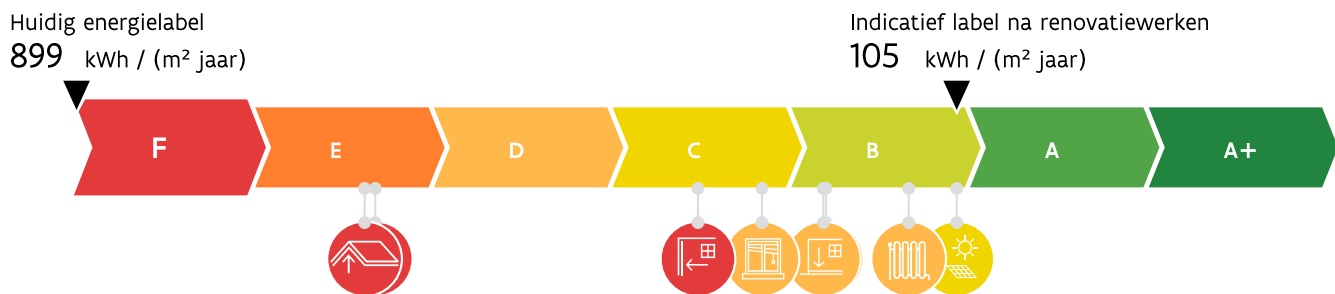 Huidig energielabel
899 kWh / (m² jaar)
Indicatief label na renovatiewerken
105 kWh / (m² jaar)
F E D C B A A+